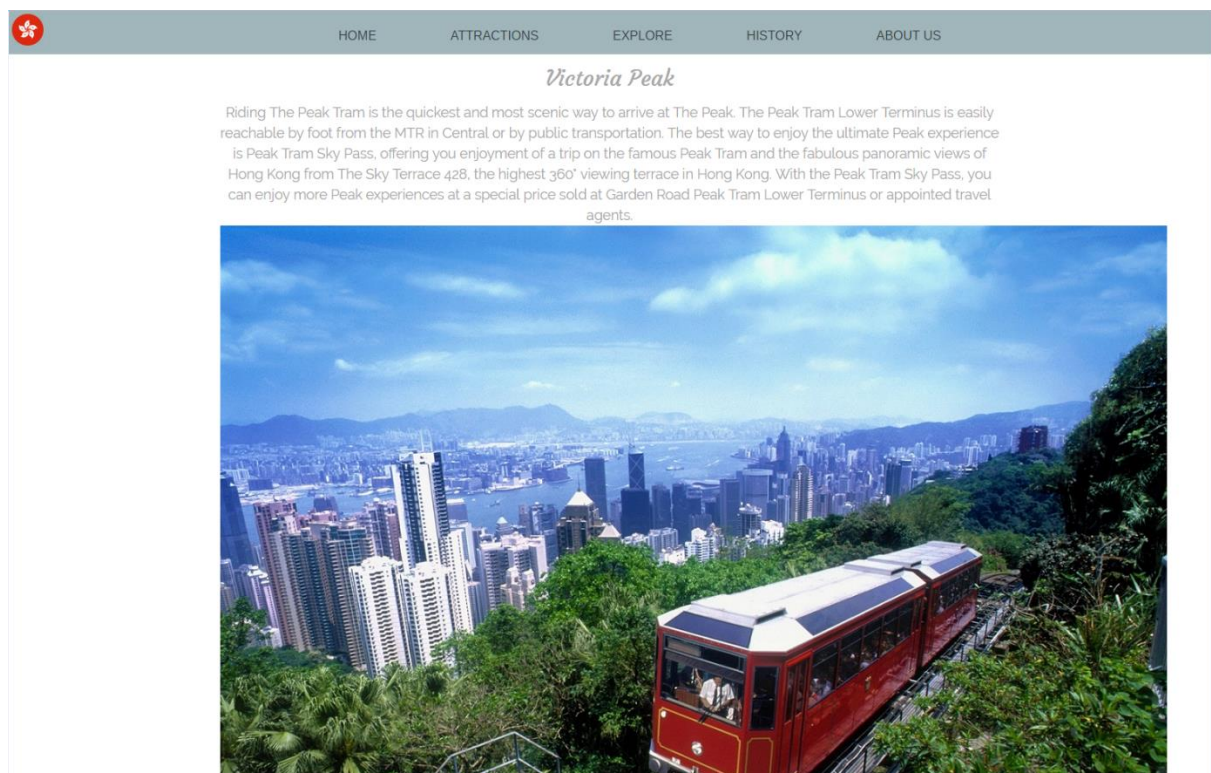 HOME ATTRACTIONS EXPLORE HISTORY ABOUT US
Victoria Peak
Riding The Peak Tram is the quickest and most scenic way to arrive at The Peak. The Peak Tram Lower Terminus is easily
reachable by foot from the MTR in Central or by public transportation. The best way to enjoy the ultimate Peak experience
is Peak Tram Sky Pass, offering you enjoyment of a trip on the famous Peak Tram and the fabulous panoramic views of
Hong Kong from The Sky Terrace 428, the highest 360° viewing terrace in Hong Kong. With the Peak Tram Sky Pass, you
can enjoy more Peak experiences at a special price sold at Garden Road Peak Tram Lower Terminus or appointed travel
agents.